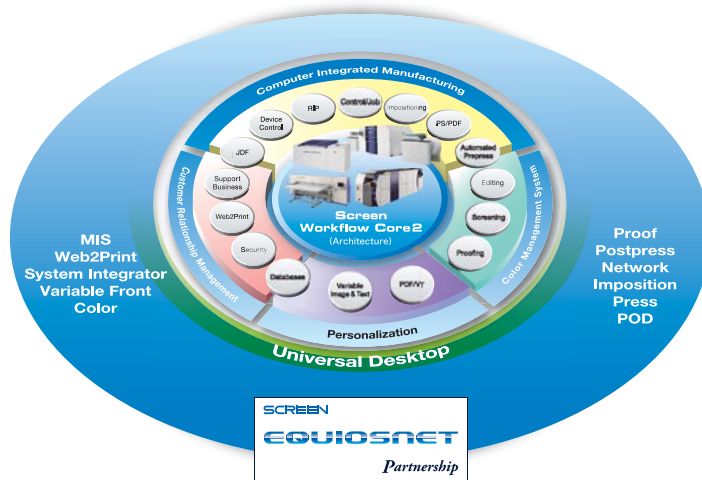 Computer Integrated Manufacturing
Control/Job
RIP
Impositioning
Device
Control
PS/PDF
JDF
Automated
Prepress
Support
Business
Editing
Web2Print
Screening
Security
Proofing
Databases
Variable
Image & Text
PDF/VT
Screen
Workflow Core2
(Architecture)
Customer Relationship Management
Color Management System
Personalization
Universal Desktop
MIS
Web2Print
System Integrator
Variable Front
Color
Proof
Postpress
Network
Imposition
Press
POD
SCREEN
EQUIOSNET
Partnership